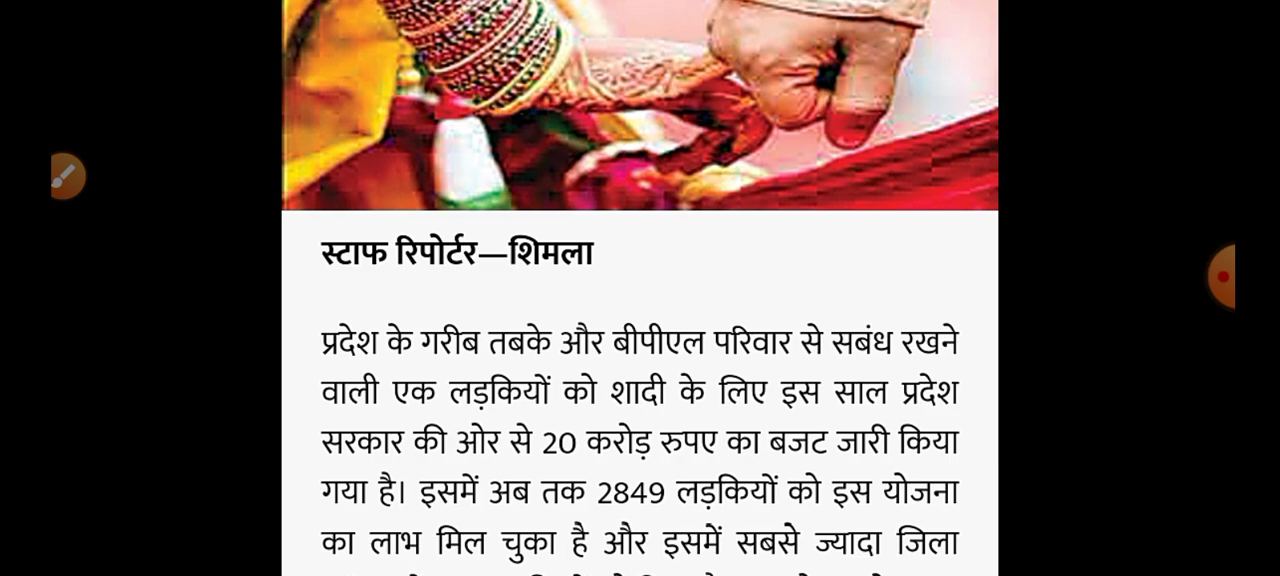 स्टाफ रिपोर्टर—शिमला
प्रदेश के गरीब तबके और बीपीएल परिवार से सबंध रखने
वाली एक लड़कियों को शादी के लिए इस साल प्रदेश
सरकार की ओर से 20 करोड़ रुपए का बजट जारी किया
गया है। इसमें अब तक 2849 लड़कियों को इस योजना
का लाभ मिल चुका है और इसमें सबसे ज्यादा जिला